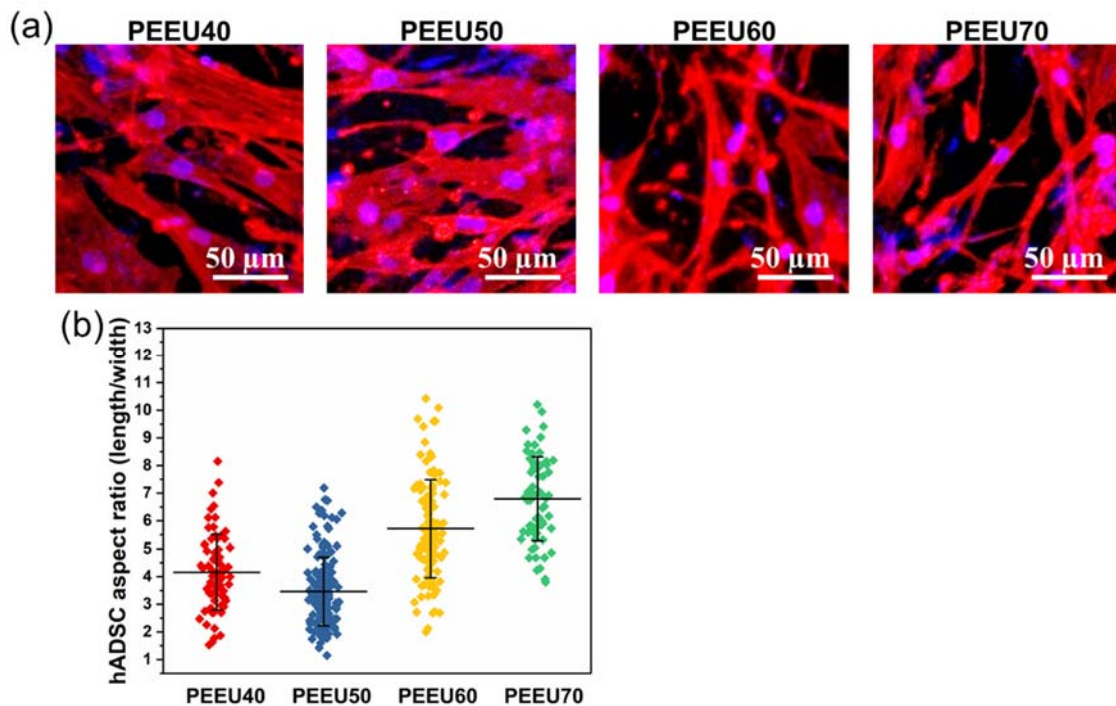 (a)
PEEU40 PEEU50 PEEU60 PEEU70
50 µm 50 µm 50 µm 50 µm
(b)
hADSC aspect ratio (length/width)
13
12
11
10
9
8
7
6
5
4
3
2
1
PEEU40 PEEU50 PEEU60 PEEU70